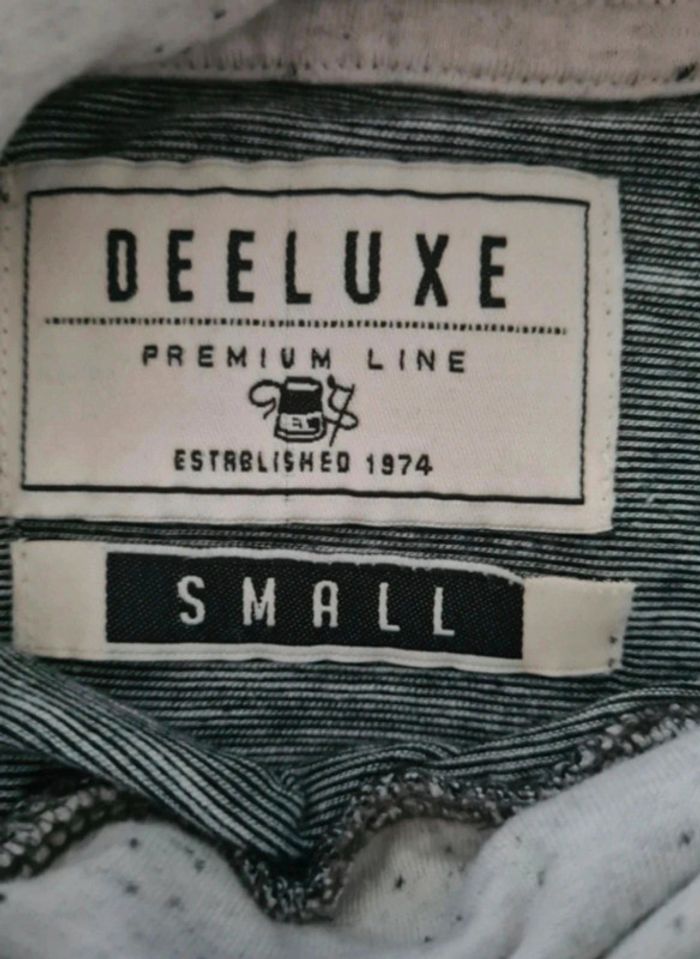 DEELUXE
PREMIUM LINE
ESTABLISHED 1974
SMALL